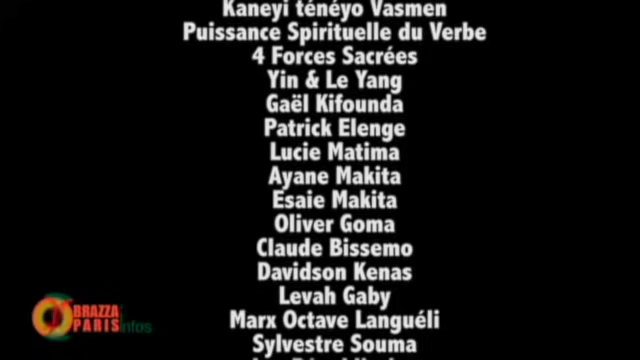 Kaneyi ténéyo Vasmen
Puissance Spirituelle du Verbe
4 Forces Sacrées
Yin & Le Yang
Gaël Kifounda
Patrick Elenge
Lucie Matima
Ayane Makita
Esaie Makita
Oliver Goma
Claude Bissemo
Davidson Kenas
Levah Gaby
Marx Octave Languéli
Sylvestre Souma
BRAZZA
PARIS infos